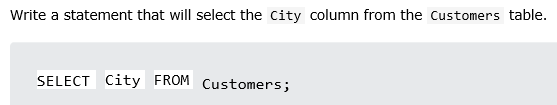 Write a statement that will select the City column from the Customers table.
SELECT City FROM Customers;